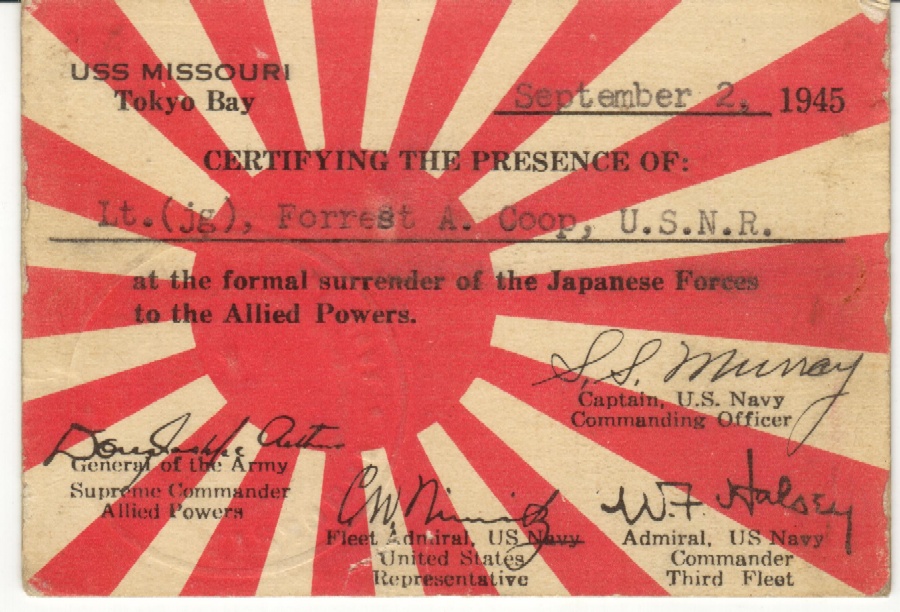 USS MISSOURI
Tokyo Bay
September 2, 1945
CERTIFYING THE PRESENCE OF:
Lt.(jg), Forrest A. Coop, U.S.N.R.
at the formal surrender of the Japanese Forces
to the Allied Powers.
S. S. Murray
Captain, U.S. Navy
Commanding Officer
Douglas MacArthur
General of the Army
Supreme Commander
Allied Powers
C W Nimitz
Fleet Admiral, US Navy
United States
Representative
W F Halsey
Admiral, US Navy
Commander
Third Fleet